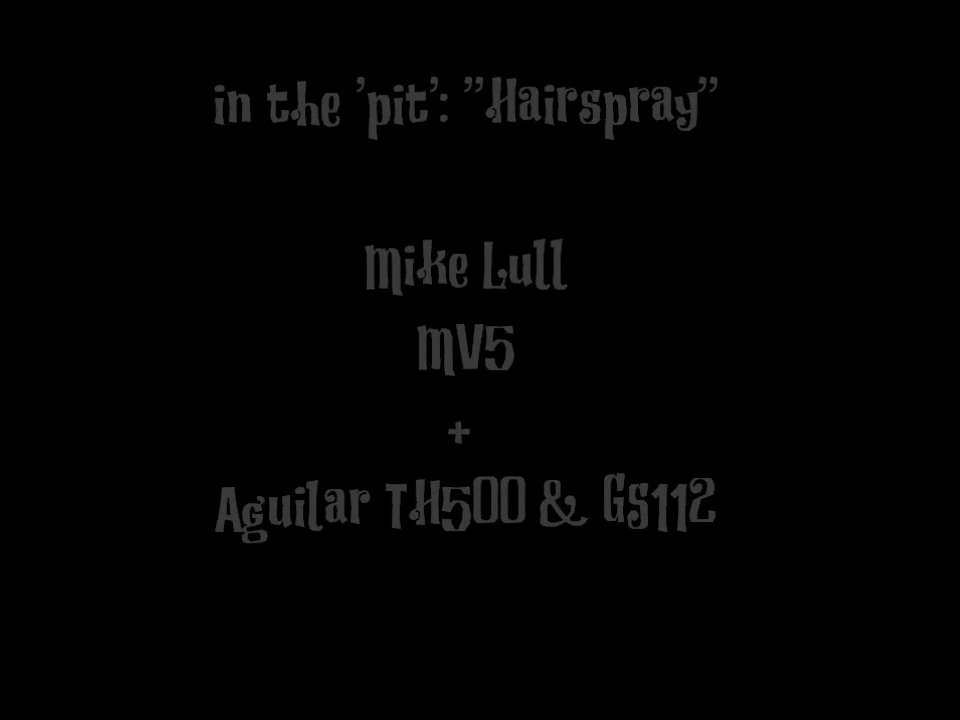 in the 'pit': "Hairspray"
Mike Lull
MV5
+
Aguilar TH500 & GS112